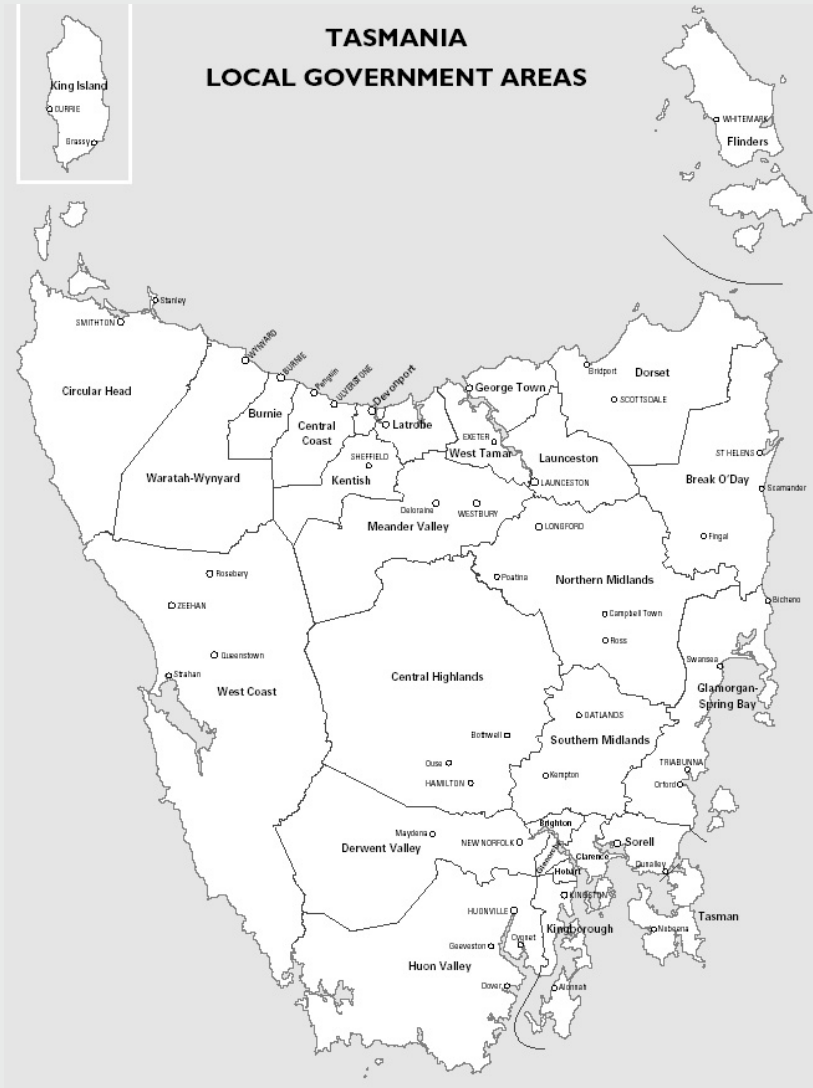 TASMANIA
LOCAL GOVERNMENT AREAS
King Island
CURRIE
Grassy
WHITEMARK
Flinders
Stanley
SMITHTON
WYNYARD
BURNIE
Penguin
ULVERSTONE
Devonport
Circular Head
Burnie
Central
Coast
Latrobe
George Town
Bridport
Dorset
SCOTTSDALE
EXETER
West Tamar
Launceston
LAUNCESTON
SHEFFIELD
Kentish
Waratah-Wynyard
Deloraine
WESTBURY
Meander Valley
ST HELENS
Break O'Day
Scamander
LONGFORD
Fingal
Rosebery
ZEEHAN
Queenstown
Strahan
West Coast
Poatina
Northern Midlands
Campbell Town
Ross
Bicheno
Swansea
Glamorgan-
Spring Bay
Central Highlands
Bothwell
Ouse
HAMILTON
OATLANDS
Southern Midlands
Kempton
TRIABUNNA
Orford
Maydena
Derwent Valley
NEW NORFOLK
Brighton
Glenorchy
Clarence
Hobart
Sorell
Dunalley
KINGSTON
Kingborough
Tasman
Nubeena
HUONVILLE
Cygnet
Geeveston
Huon Valley
Dover
Alonnah